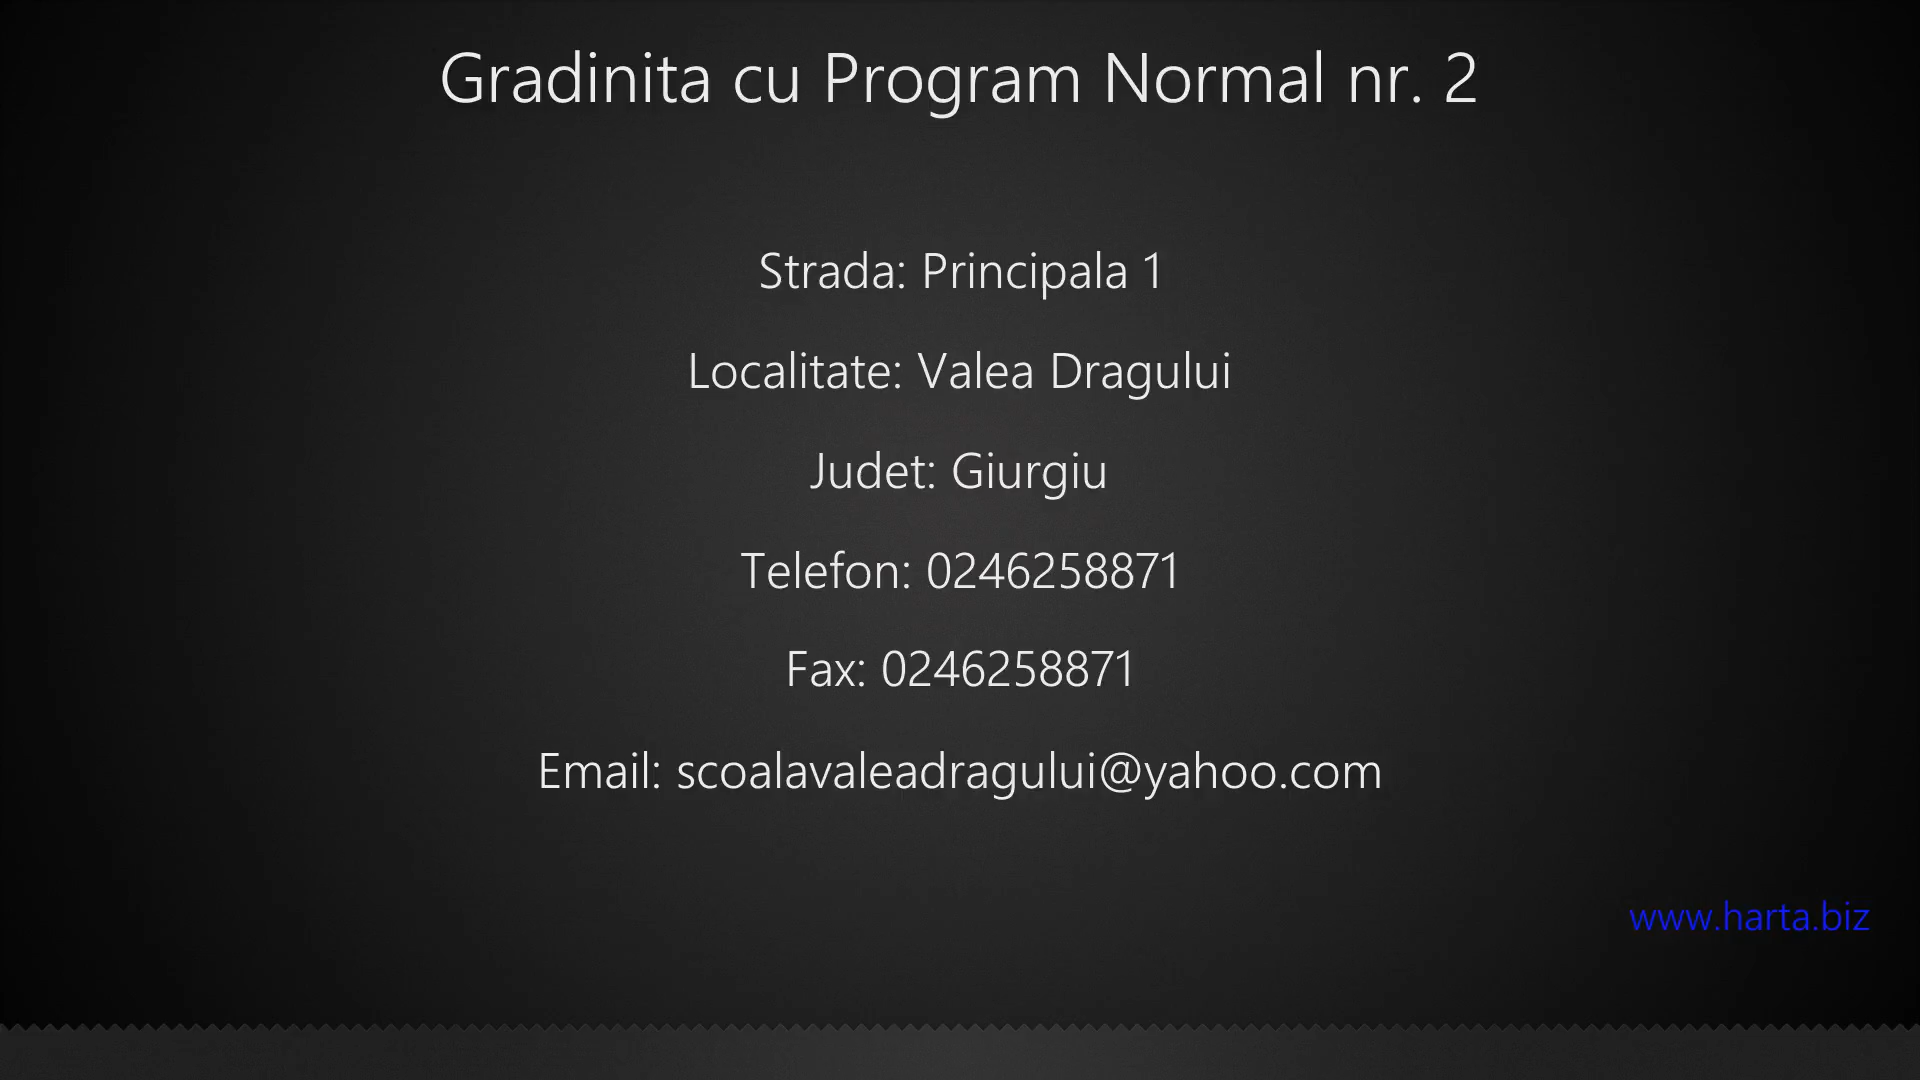 Gradinita cu Program Normal nr. 2
Strada: Principala 1
Localitate: Valea Dragului
Judet: Giurgiu
Telefon: 0246258871
Fax: 0246258871
Email: scoalavaleadragului@yahoo.com
www.harta.biz